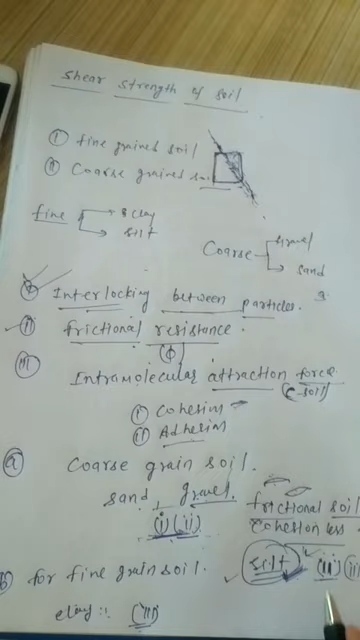 Shear strength of soil
(i) fine grained soil
(ii) Coarse grained soil
fine → clay
→ silt
Coarse → gravel
→ sand
(i) Interlocking between particles.
(ii) frictional resistance.
(φ)
(iii) Intramolecular attraction force
(C-soil)
(i) Cohesion
(ii) Adhesion
(a) Coarse grain soil.
sand, gravel
(i) (ii)
frictional soil
Cohesion less
(b) for fine grain soil.
silt (ii) (iii)
clay: (iii)